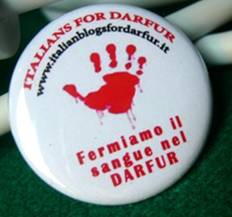 ITALIANS FOR DARFUR
www.italianblogsfordarfur.it
Fermiamo il
sangue nel
DARFUR